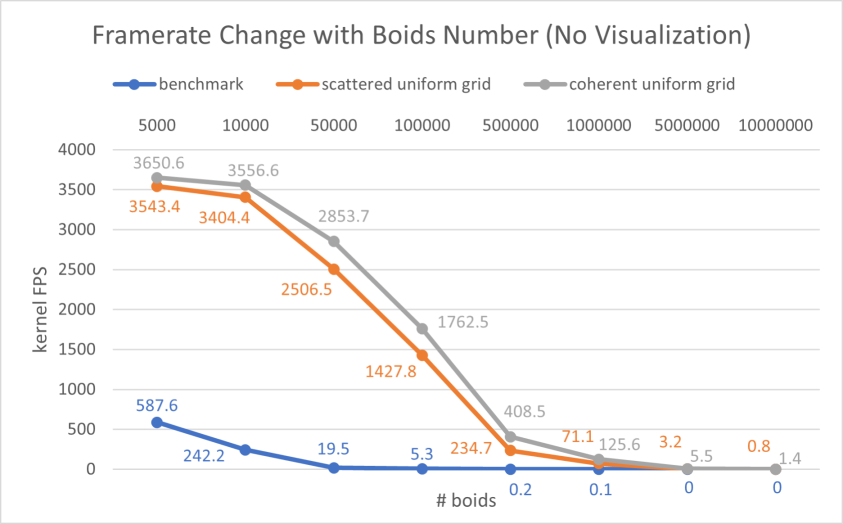 Framerate Change with Boids Number (No Visualization)
benchmark scattered uniform grid coherent uniform grid
5000 10000 50000 100000 500000 1000000 5000000 10000000
kernel FPS
4000
3500
3000
2500
2000
1500
1000
500
0
3650.6 3556.6 2853.7 1762.5 408.5 125.6 5.5 1.4
3543.4 3404.4 2506.5 1427.8 234.7 71.1 3.2 0.8
587.6 242.2 19.5 5.3 0.2 0.1 0 0
# boids